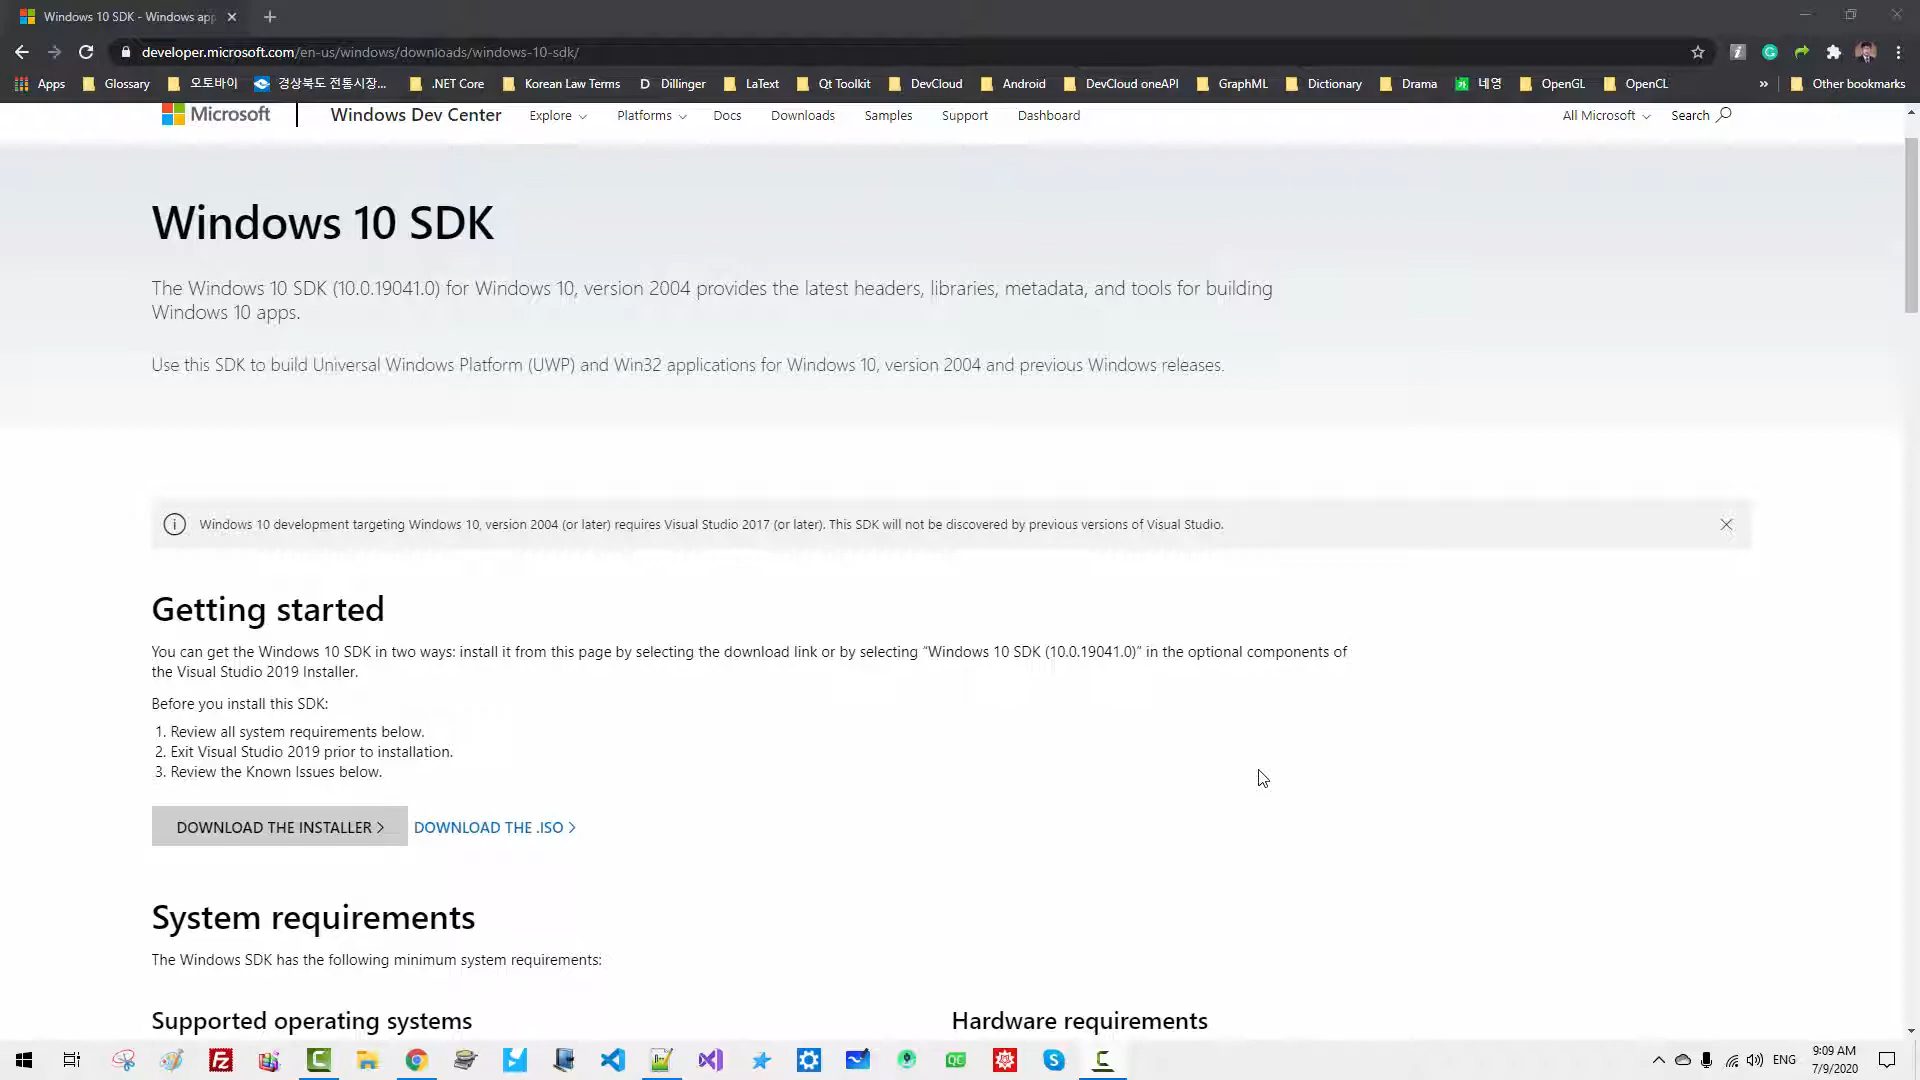 Windows 10 SDK - Windows app
developer.microsoft.com/en-us/windows/downloads/windows-10-sdk/
Apps Glossary 오토바이 경상북도 전통시장... .NET Core Korean Law Terms D Dillinger LaText Qt Toolkit DevCloud Android DevCloud oneAPI GraphML Dictionary Drama 네영 OpenGL OpenCL » Other bookmarks
Microsoft Windows Dev Center Explore Platforms Docs Downloads Samples Support Dashboard All Microsoft Search
Windows 10 SDK
The Windows 10 SDK (10.0.19041.0) for Windows 10, version 2004 provides the latest headers, libraries, metadata, and tools for building
Windows 10 apps.
Use this SDK to build Universal Windows Platform (UWP) and Win32 applications for Windows 10, version 2004 and previous Windows releases.
Windows 10 development targeting Windows 10, version 2004 (or later) requires Visual Studio 2017 (or later). This SDK will not be discovered by previous versions of Visual Studio.
Getting started
You can get the Windows 10 SDK in two ways: install it from this page by selecting the download link or by selecting “Windows 10 SDK (10.0.19041.0)” in the optional components of
the Visual Studio 2019 Installer.
Before you install this SDK:
1. Review all system requirements below.
2. Exit Visual Studio 2019 prior to installation.
3. Review the Known Issues below.
DOWNLOAD THE INSTALLER > DOWNLOAD THE .ISO >
System requirements
The Windows SDK has the following minimum system requirements:
Supported operating systems Hardware requirements
ENG 9:09 AM
7/9/2020